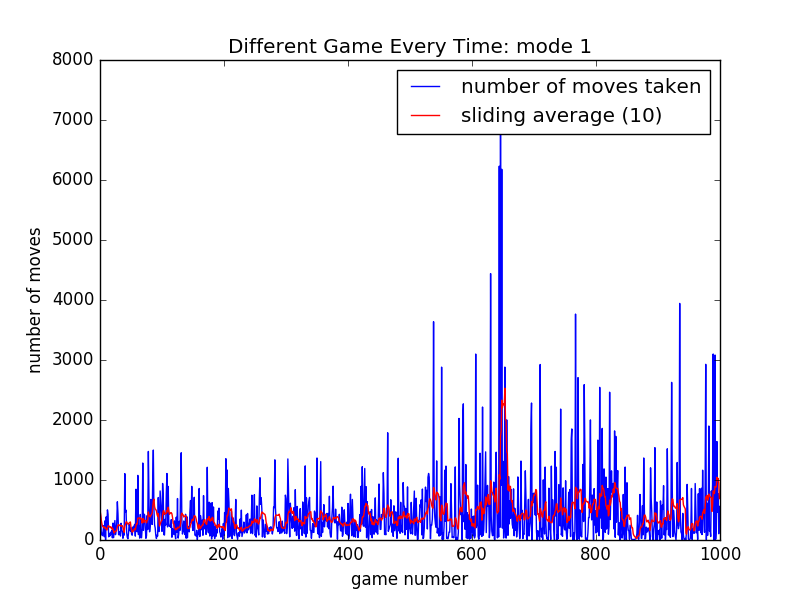 Different Game Every Time: mode 1
8000
7000
6000
5000
4000
3000
2000
1000
0
number of moves
number of moves taken
sliding average (10)
0 200 400 600 800 1000
game number